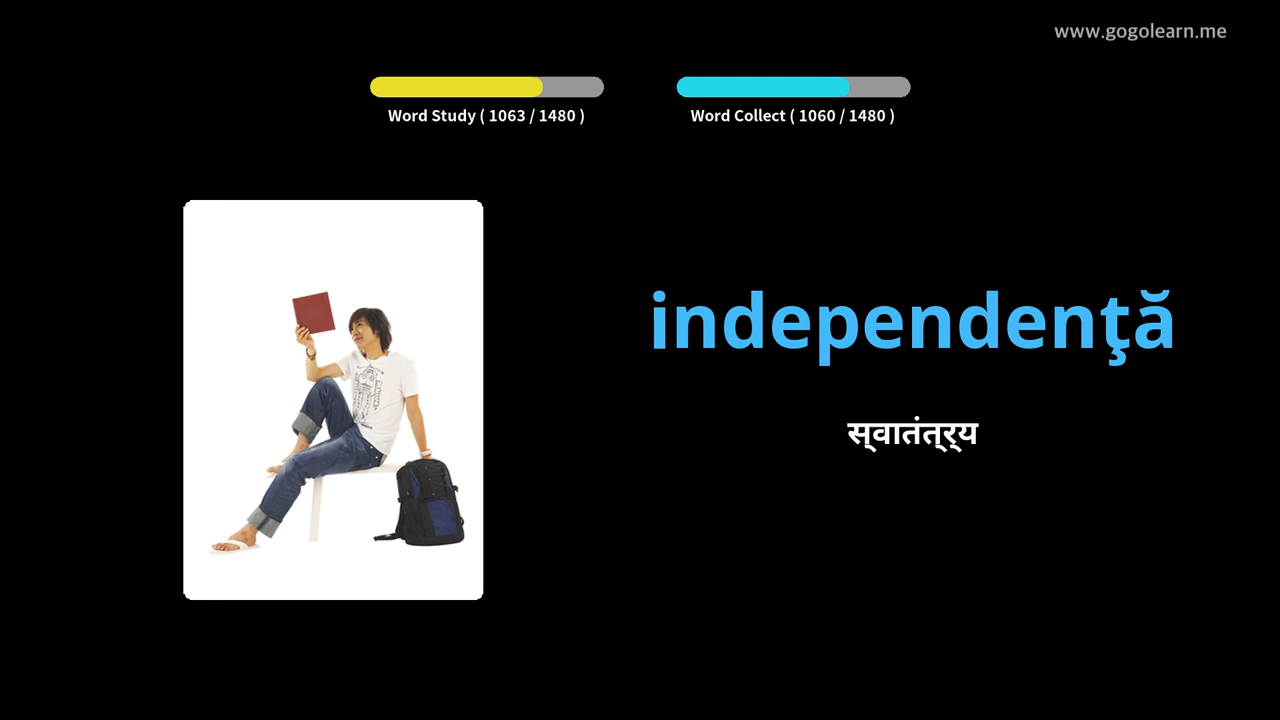 www.gogolearn.me
Word Study ( 1063 / 1480 )
Word Collect ( 1060 / 1480 )
independenţă
स्वातंत्र्य